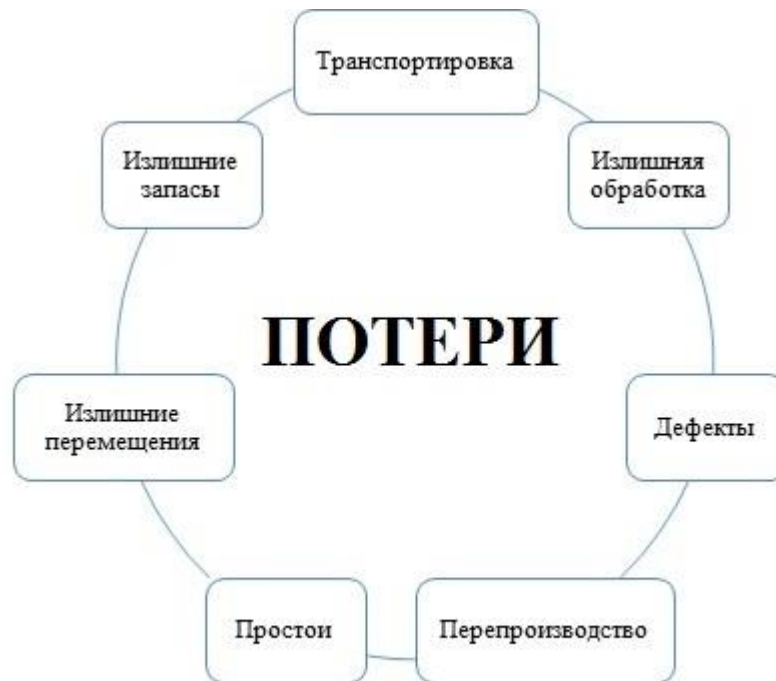 Транспортировка
Излишние
запасы
Излишняя
обработка
ПОТЕРИ
Излишние
перемещения
Дефекты
Простои
Перепроизводство